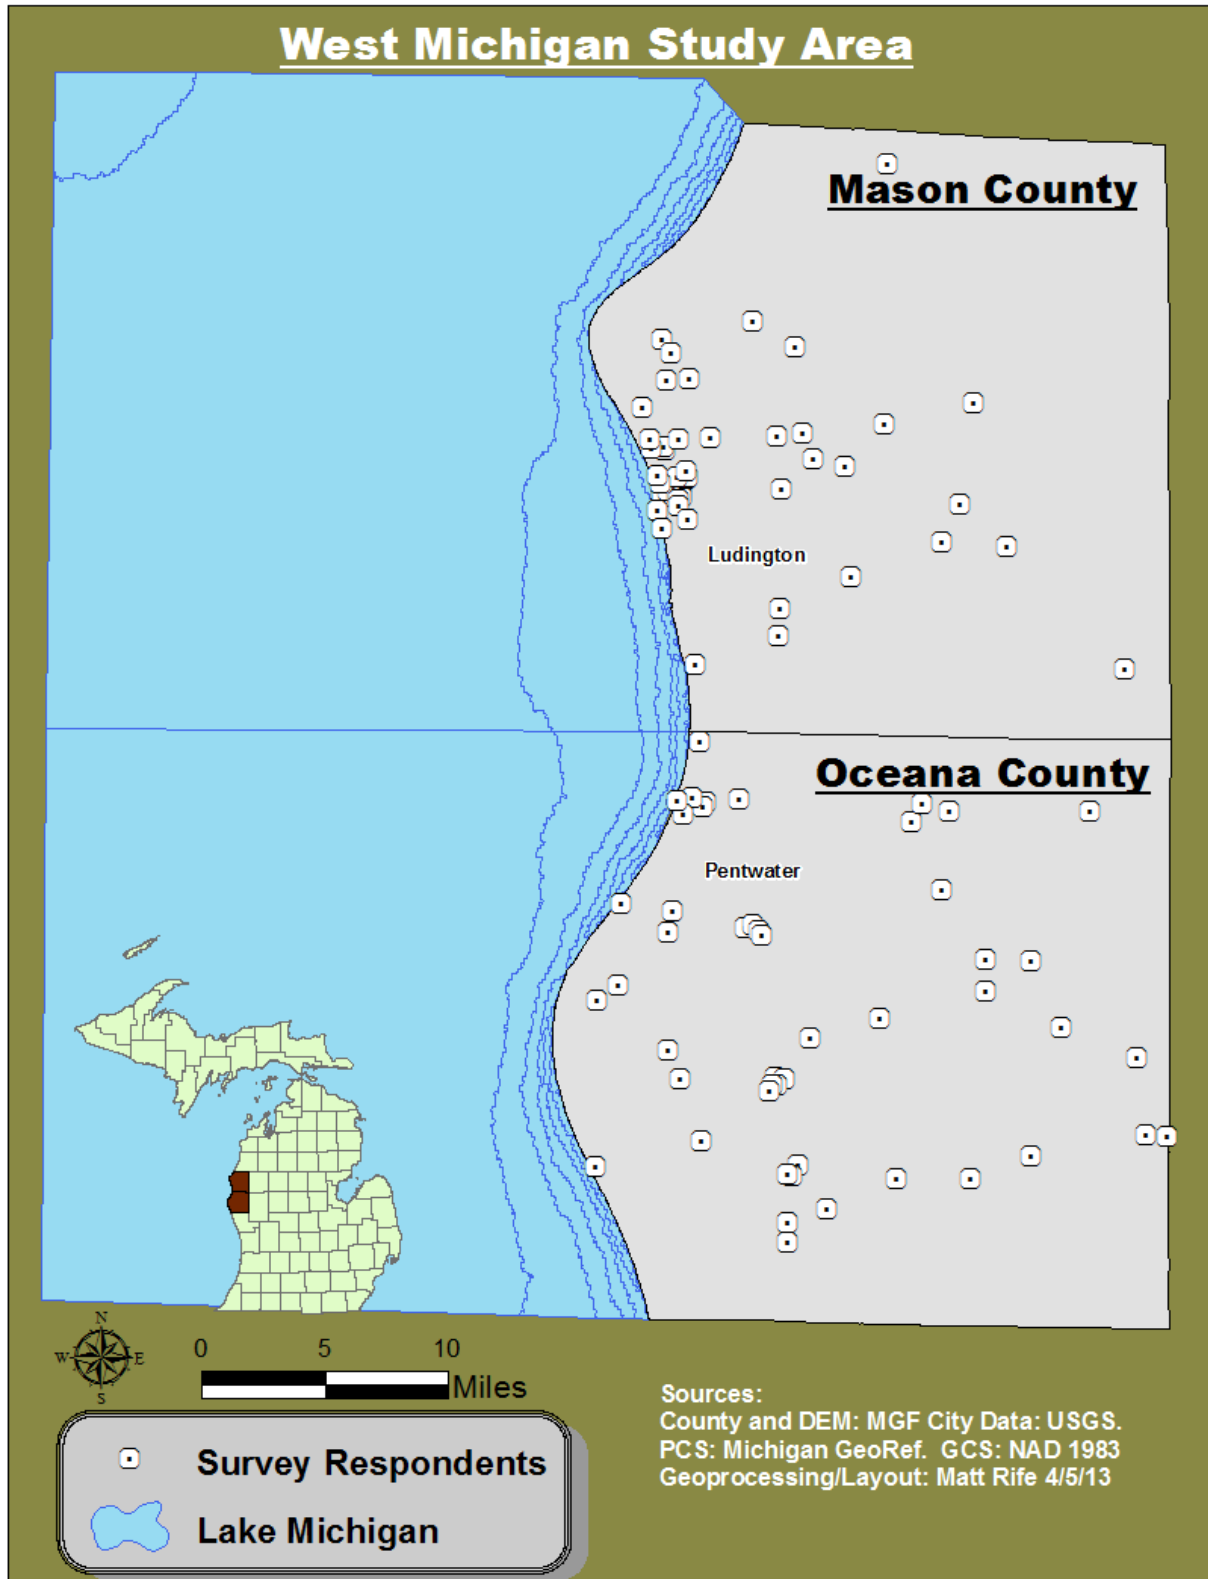 West Michigan Study Area
Mason County
Ludington
Oceana County
Pentwater
N
W E
S
0 5 10
Miles
Sources:
County and DEM: MGF City Data: USGS.
PCS: Michigan GeoRef. GCS: NAD 1983
Geoprocessing/Layout: Matt Rife 4/5/13
Survey Respondents
Lake Michigan